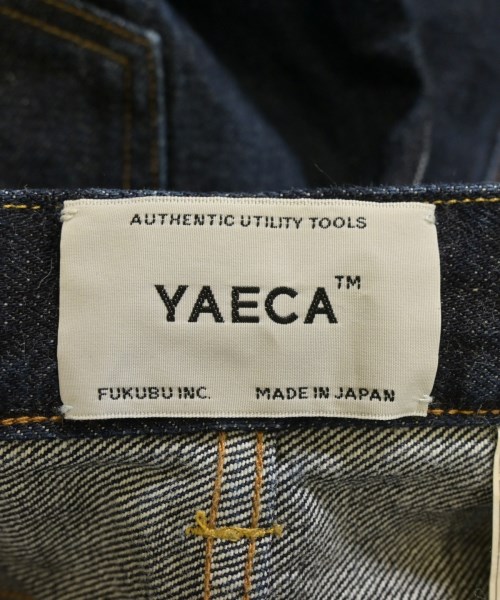 AUTHENTIC UTILITY TOOLS
YAECA™
FUKUBU INC. MADE IN JAPAN